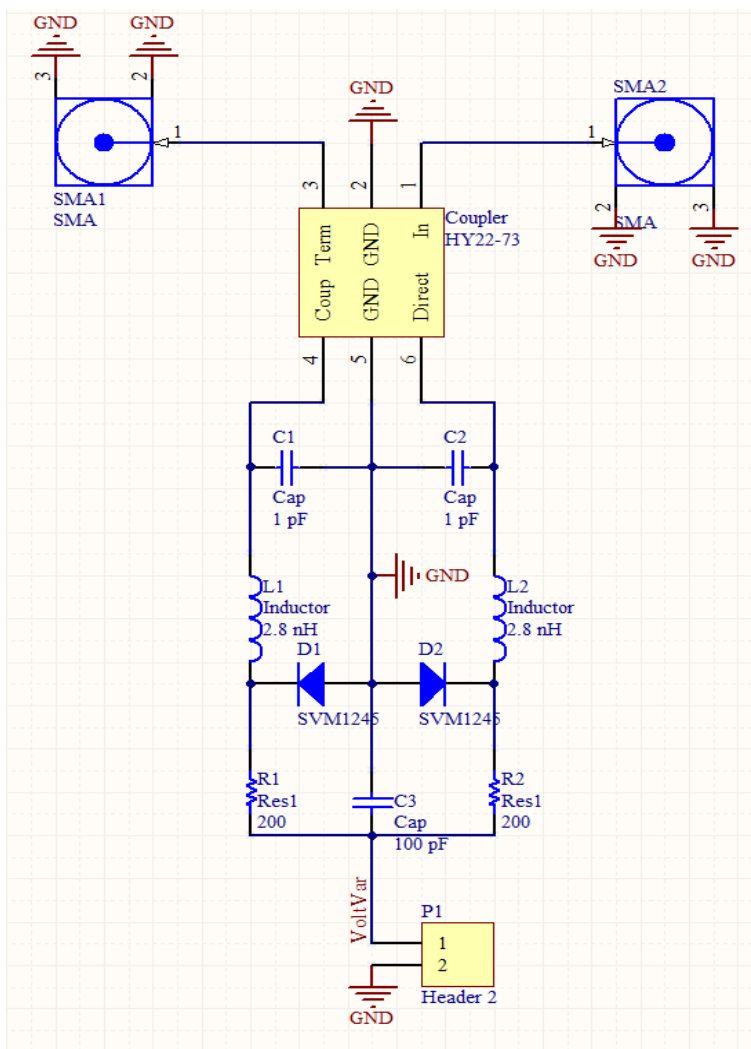 GND
GND
3
2
SMA1
SMA
1
GND
3
2
1
Coup Term
GND GND
Direct In
Coupler
HY22-73
4
5
6
SMA2
1
2
SMA
3
GND
GND
C1
Cap
1 pF
C2
Cap
1 pF
GND
L1
Inductor
2.8 nH
L2
Inductor
2.8 nH
D1
SVM1245
D2
SVM1245
R1
Res1
200
C3
Cap
100 pF
R2
Res1
200
VoltVar
P1
1
2
Header 2
GND